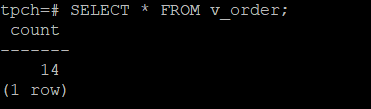 tpch=# SELECT * FROM v_order;
 count
-------
    14
(1 row)